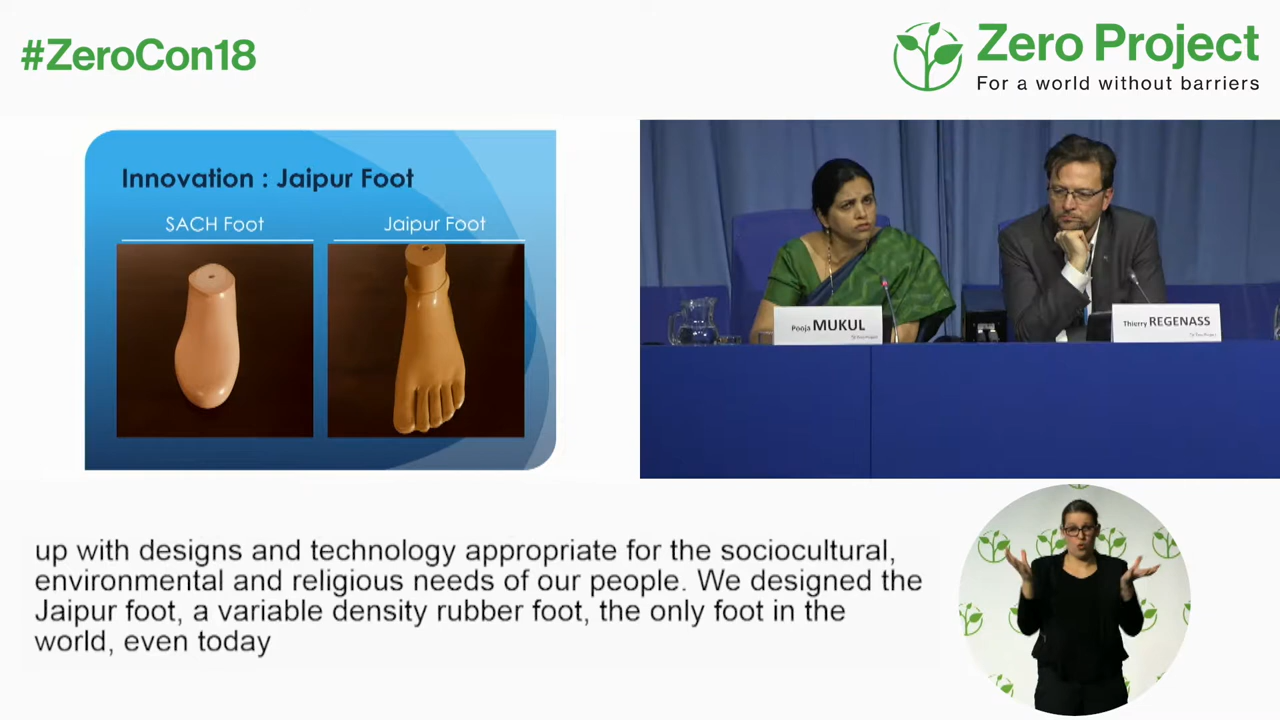 #ZeroCon18
Zero Project
For a world without barriers
Innovation : Jaipur Foot
SACH Foot
Jaipur Foot
Pooja MUKUL
Thierry REGENASS
up with designs and technology appropriate for the sociocultural,
environmental and religious needs of our people. We designed the
Jaipur foot, a variable density rubber foot, the only foot in the
world, even today